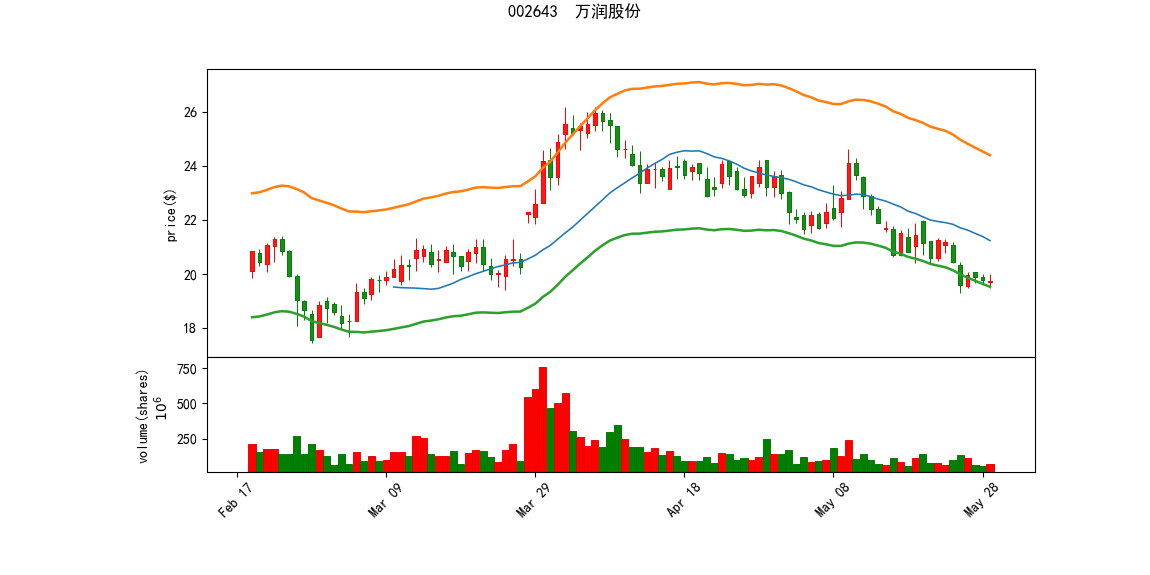 002643 万润股份
price($)
26
24
22
20
18
volume(shares)
10^6
750
500
250
Feb 17
Mar 09
Mar 29
Apr 18
May 08
May 28